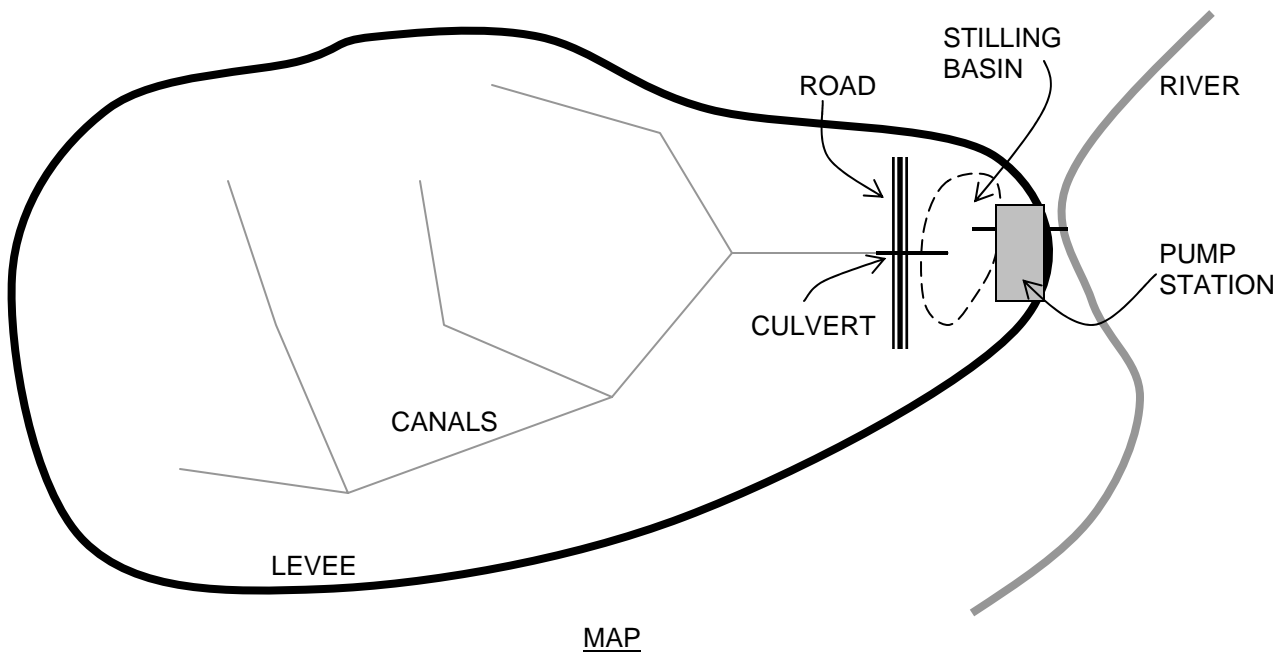 STILLING
BASIN
ROAD
RIVER
PUMP
STATION
CULVERT
CANALS
LEVEE
MAP